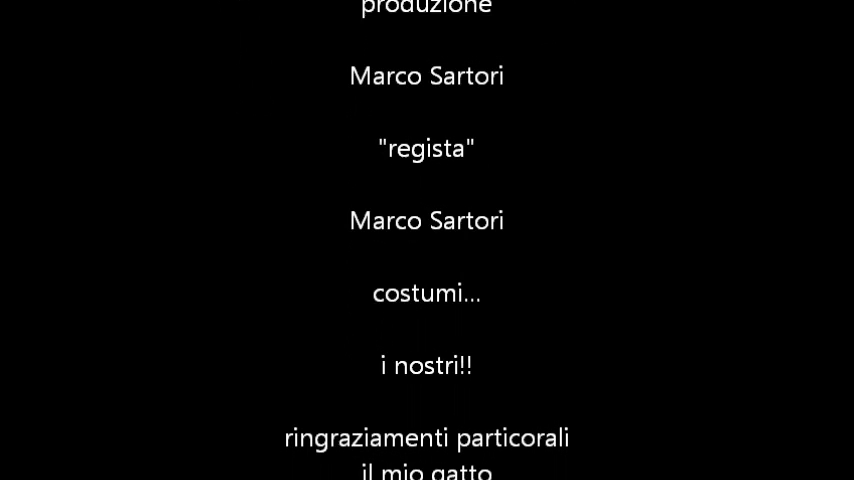 produzione
Marco Sartori
"regista"
Marco Sartori
costumi...
i nostri!!
ringraziamenti particorali
il mio gatto